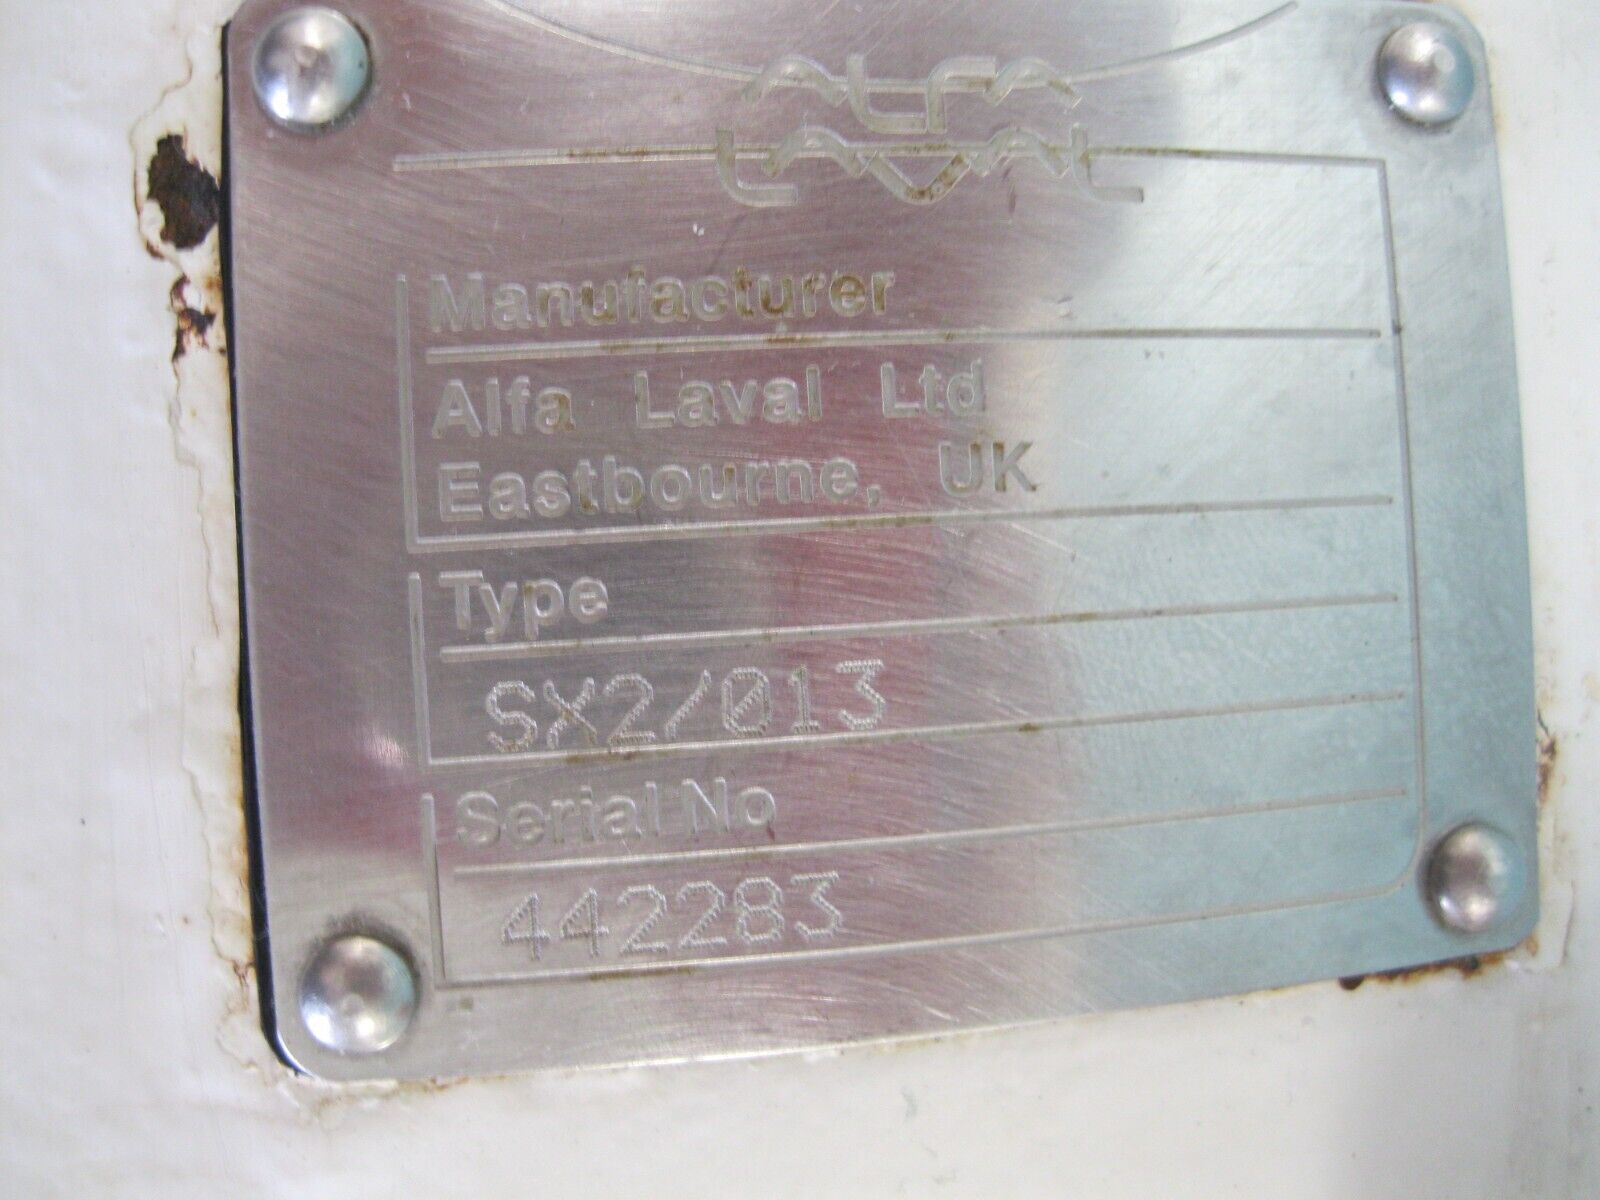 ALFA
LAVAL
Manufacturer
Alfa Laval Ltd
Eastbourne, UK
Type
SX2/013
Serial No
442283